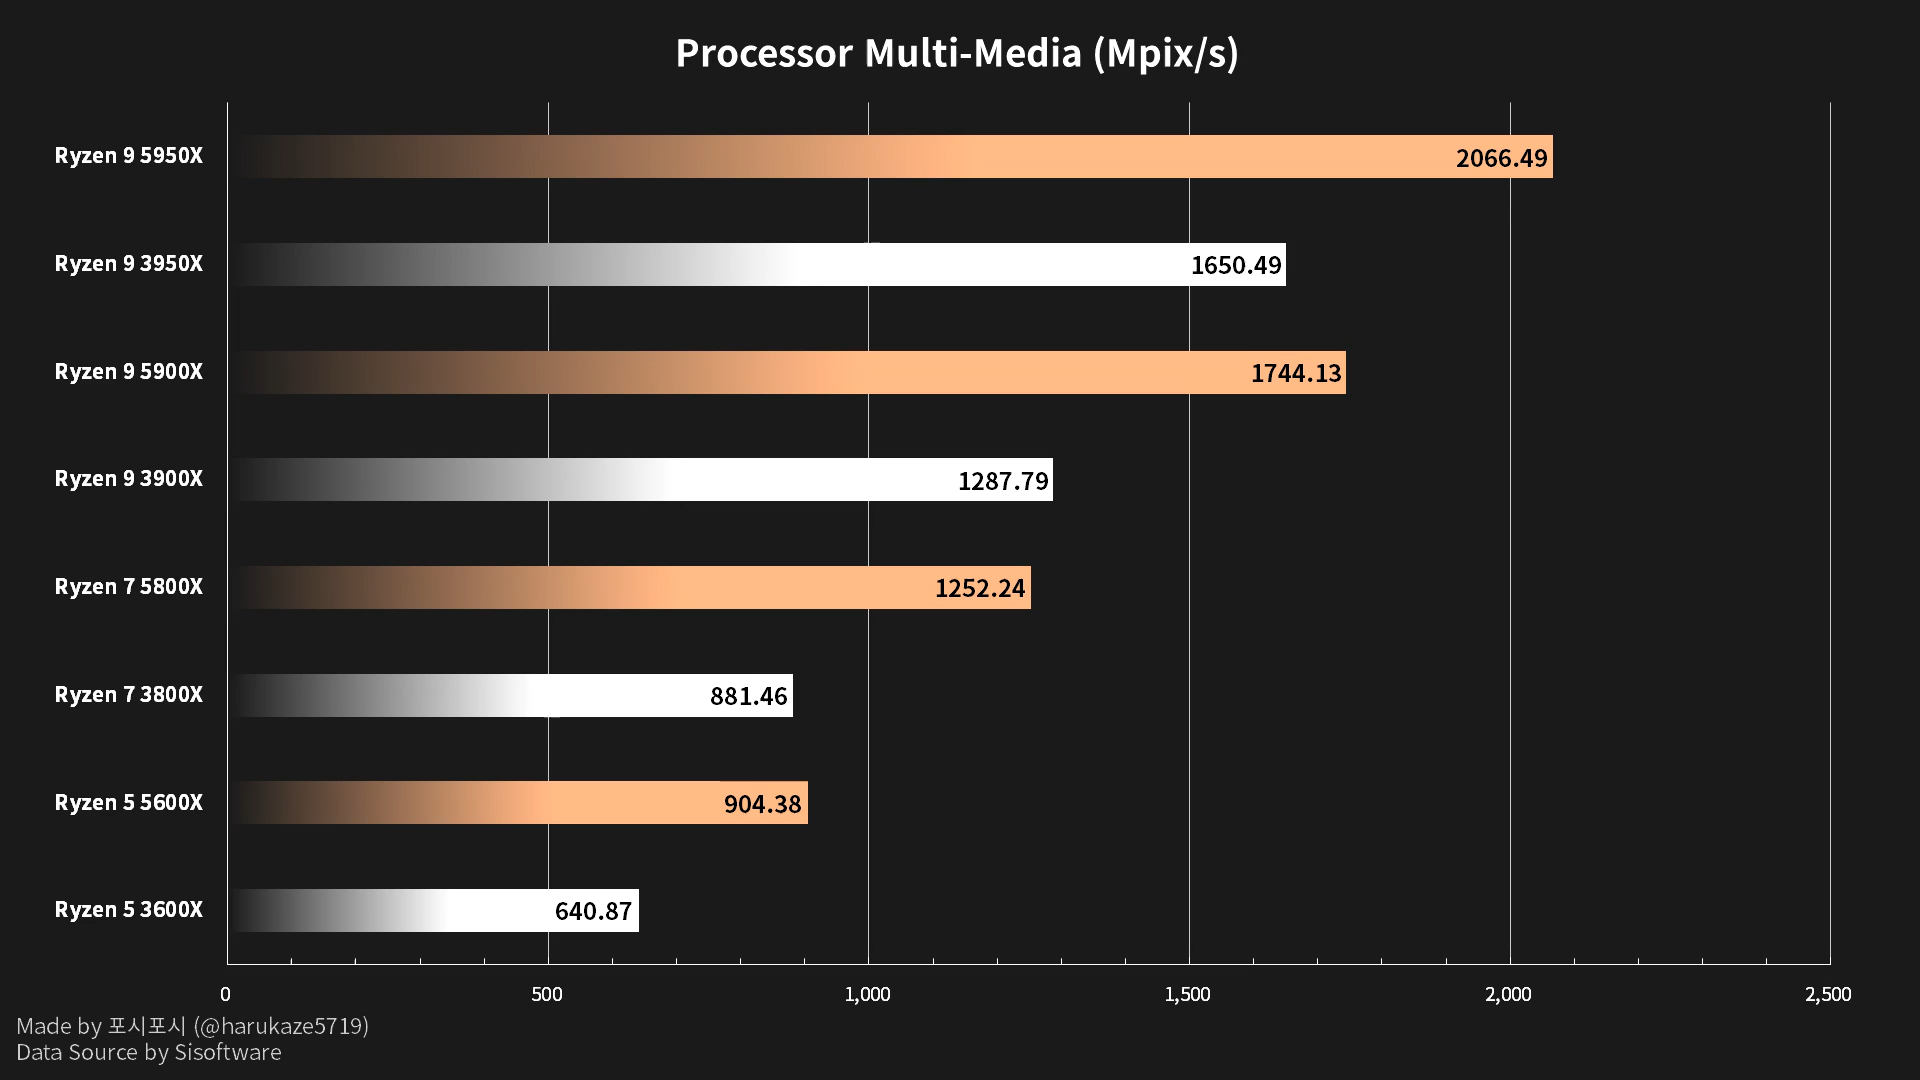 Processor Multi-Media (Mpix/s)
Ryzen 9 5950X 2066.49
Ryzen 9 3950X 1650.49
Ryzen 9 5900X 1744.13
Ryzen 9 3900X 1287.79
Ryzen 7 5800X 1252.24
Ryzen 7 3800X 881.46
Ryzen 5 5600X 904.38
Ryzen 5 3600X 640.87
0 500 1,000 1,500 2,000 2,500
Made by 포시포시 (@harukaze5719)
Data Source by Sisoftware